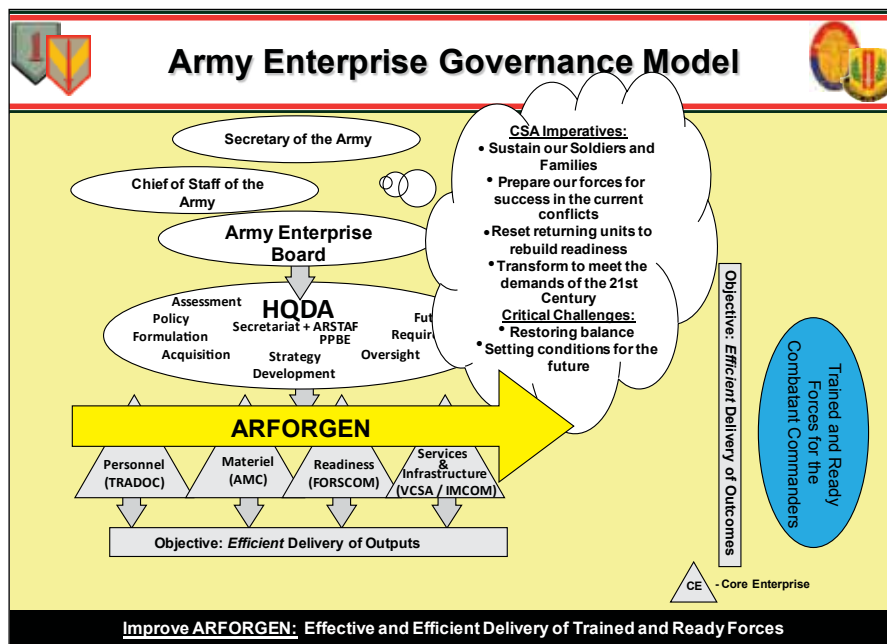 Army Enterprise Governance Model
Secretary of the Army
Chief of Staff of the
Army
Army Enterprise
Board
HQDA
Secretariat + ARSTAF
PPBE
Assessment
Policy
Formulation
Acquisition
Strategy
Development
Oversight
Futu
Require
CSA Imperatives:
• Sustain our Soldiers and
Families
• Prepare our forces for
success in the current
conflicts
• Reset returning units to
rebuild readiness
• Transform to meet the
demands of the 21st
Century
Critical Challenges:
• Restoring balance
• Setting conditions for the
future
ARFORGEN
Personnel
(TRADOC)
Materiel
(AMC)
Readiness
(FORSCOM)
Services
&
Infrastructure
(VCSA / IMCOM)
Objective: Efficient Delivery of Outputs
Objective: Efficient Delivery of Outcomes
Trained and Ready
Forces for the
Combatant Commanders
CE
- Core Enterprise
Improve ARFORGEN: Effective and Efficient Delivery of Trained and Ready Forces